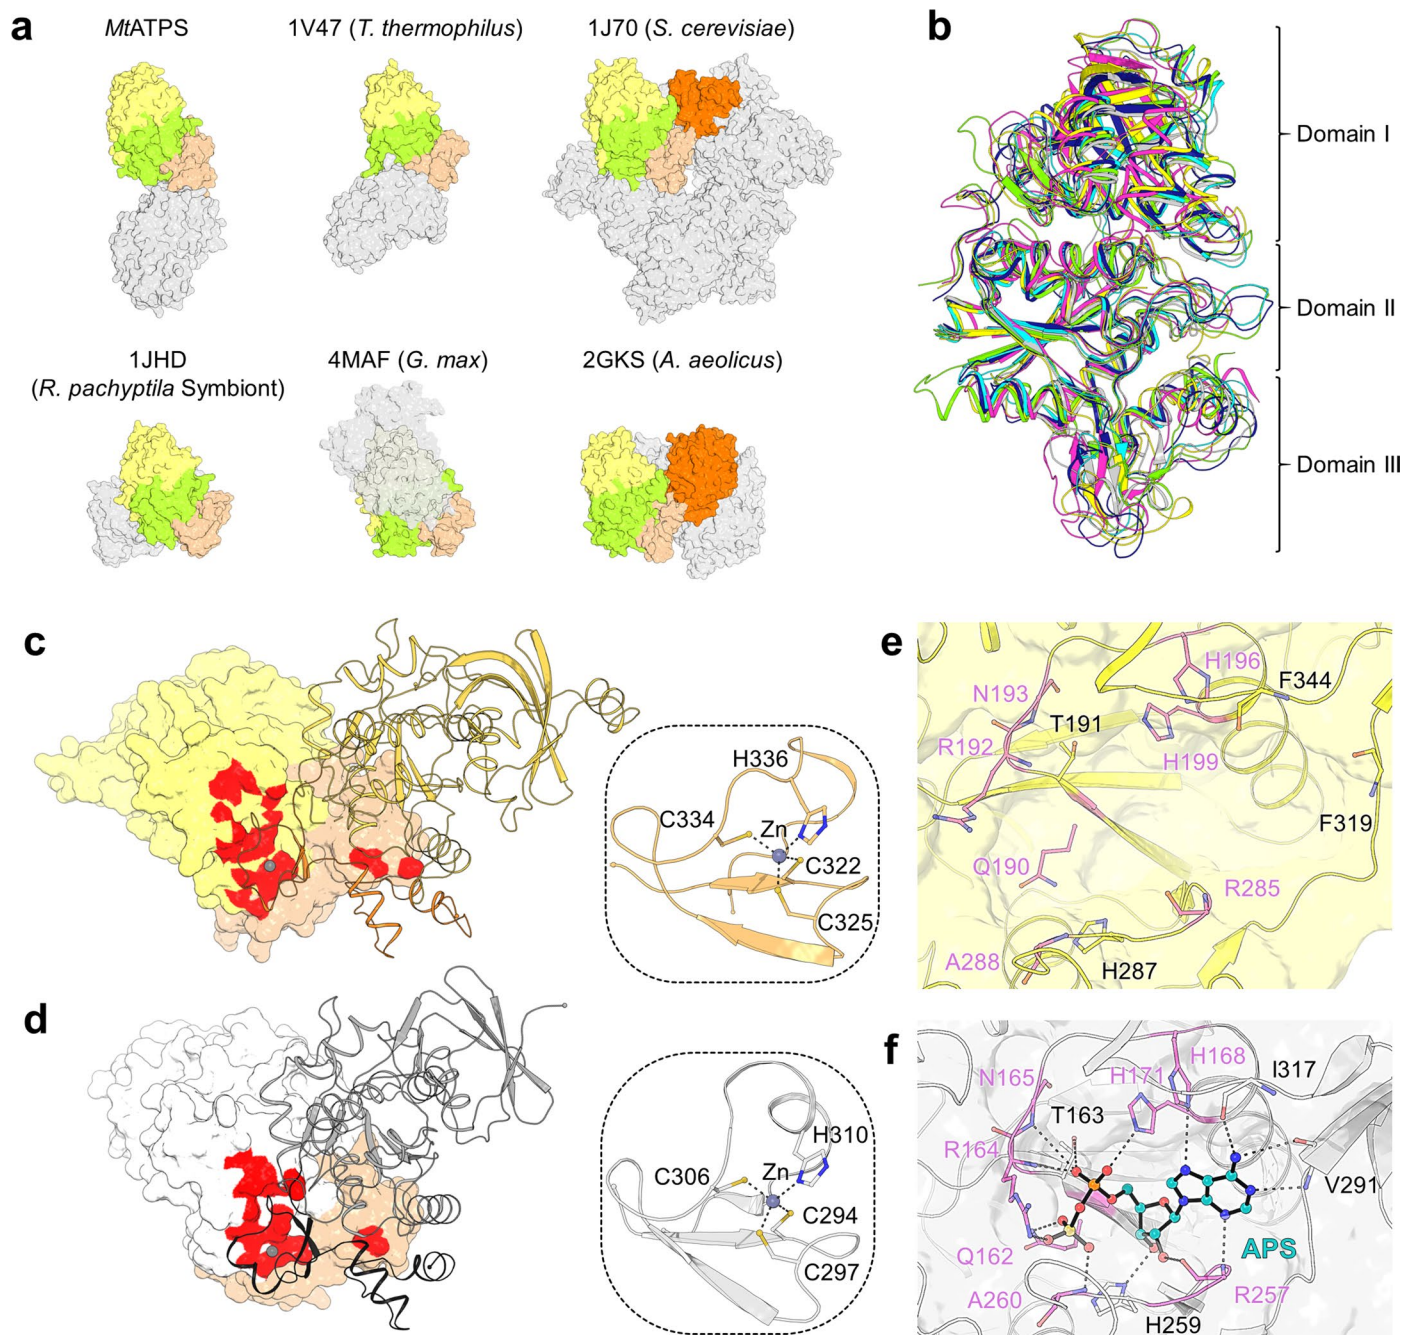 a
MtATPS
1V47 (T. thermophilus)
1J70 (S. cerevisiae)
1JHD
(R. pachyptila Symbiont)
4MAF (G. max)
2GKS (A. aeolicus)
b
Domain I
Domain II
Domain III
c
H336
C334
Zn
C322
C325
d
H310
C306
Zn
C294
C297
e
H196
F344
N193
T191
R192
H199
F319
Q190
R285
A288
H287
f
H168
I317
N165
H171
T163
R164
V291
Q162
APS
A260
R257
H259